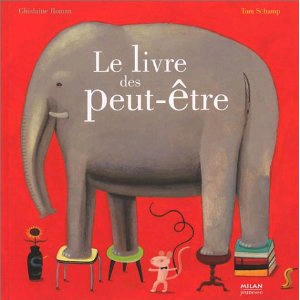 Ghislaine Roman
Tom Schamp
Le livre
des
peut-être
MILAN
jeunesse